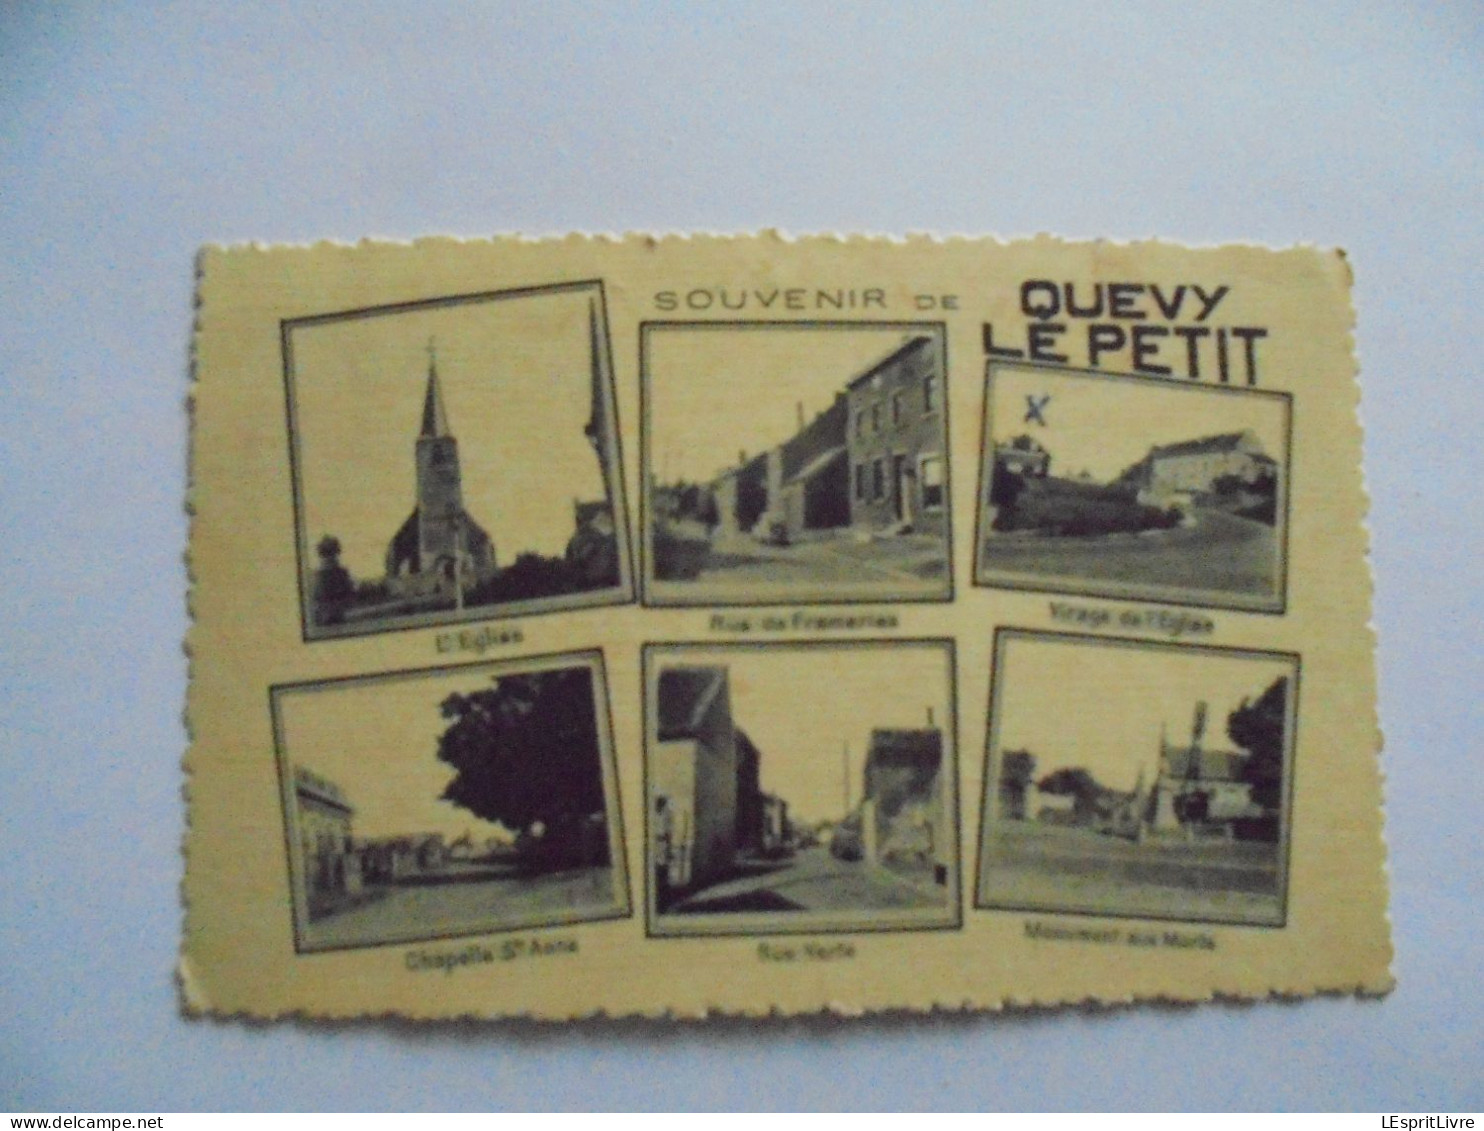 SOUVENIR DE QUEVY
LE PETIT
X
L'Eglise
Rue de Frameries
Virage de l'Eglise
Chapelle Ste Anne
Rue Verte
Monument aux Morts
www.delcampe.net
LEspritLivre